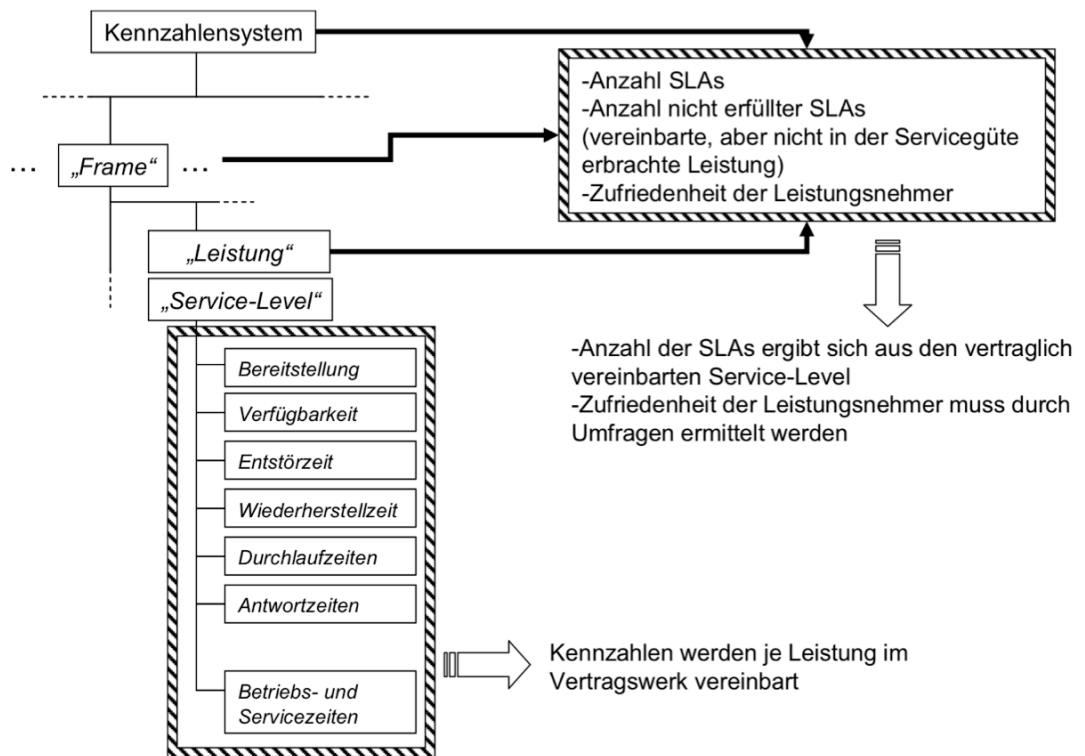 Kennzahlensystem
-Anzahl SLAs
-Anzahl nicht erfüllter SLAs
(vereinbarte, aber nicht in der Servicegüte
erbrachte Leistung)
-Zufriedenheit der Leistungsnehmer
... „Frame“ ...
„Leistung“
„Service-Level“
-Anzahl der SLAs ergibt sich aus den vertraglich
vereinbarten Service-Level
-Zufriedenheit der Leistungsnehmer muss durch
Umfragen ermittelt werden
Bereitstellung
Verfügbarkeit
Entstörzeit
Wiederherstellzeit
Durchlaufzeiten
Antwortzeiten
Betriebs- und
Servicezeiten
Kennzahlen werden je Leistung im
Vertragswerk vereinbart